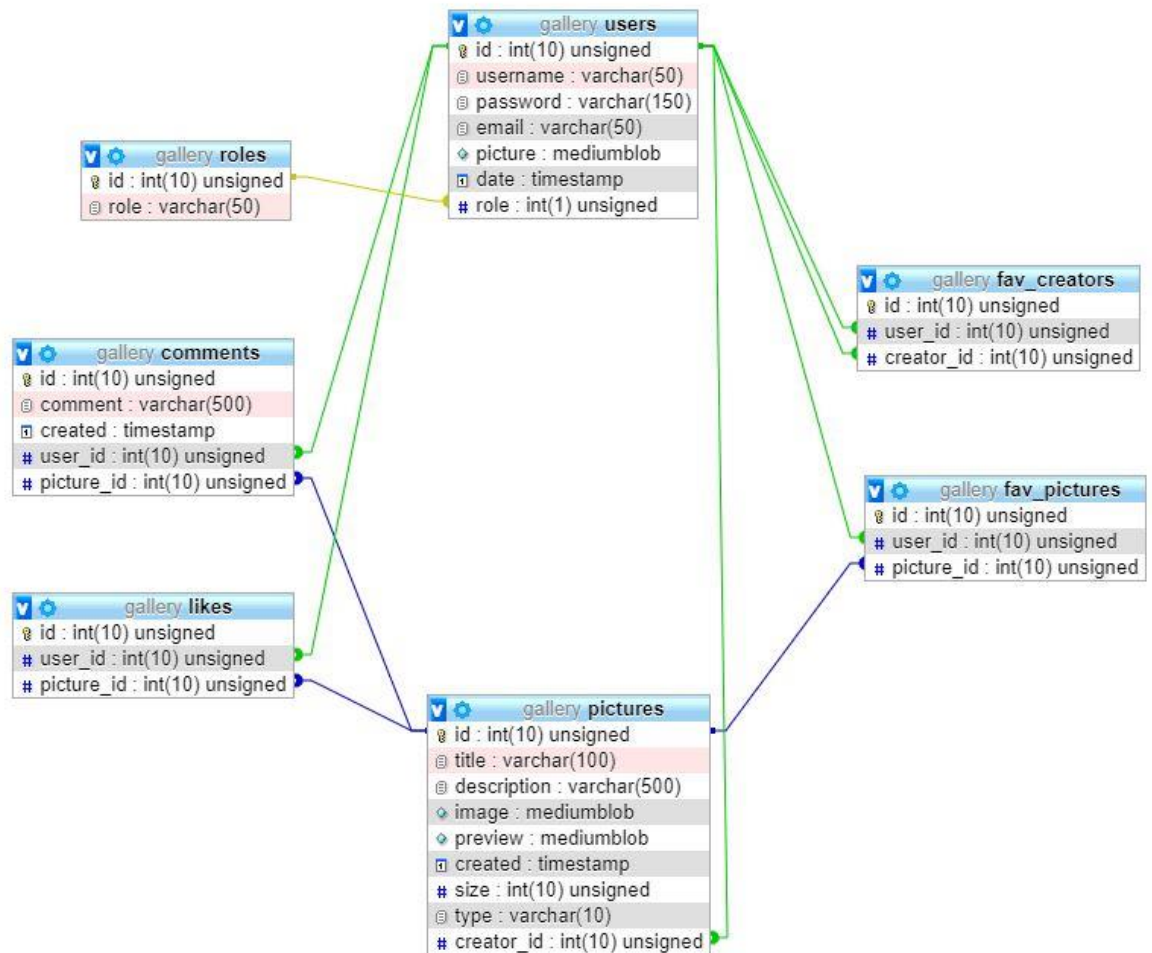 gallery users
id : int(10) unsigned
username : varchar(50)
password : varchar(150)
email : varchar(50)
picture : mediumblob
date : timestamp
# role : int(1) unsigned
gallery roles
id : int(10) unsigned
role : varchar(50)
gallery fav_creators
id : int(10) unsigned
# user_id : int(10) unsigned
# creator_id : int(10) unsigned
gallery comments
id : int(10) unsigned
comment : varchar(500)
created : timestamp
# user_id : int(10) unsigned
# picture_id : int(10) unsigned
gallery fav_pictures
id : int(10) unsigned
# user_id : int(10) unsigned
# picture_id : int(10) unsigned
gallery likes
id : int(10) unsigned
# user_id : int(10) unsigned
# picture_id : int(10) unsigned
gallery pictures
id : int(10) unsigned
title : varchar(100)
description : varchar(500)
image : mediumblob
preview : mediumblob
created : timestamp
# size : int(10) unsigned
type : varchar(10)
# creator_id : int(10) unsigned